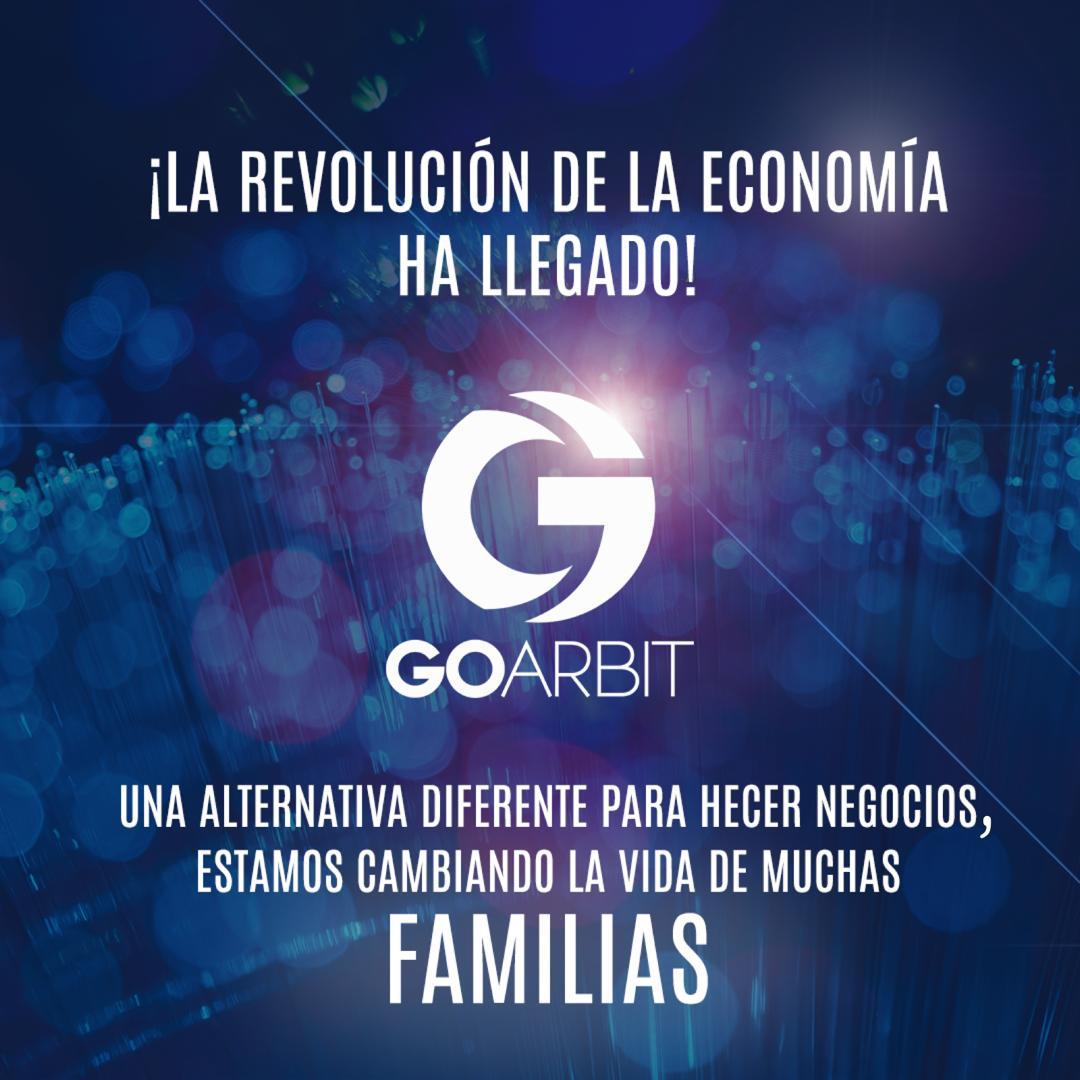 ¡LA REVOLUCIÓN DE LA ECONOMÍA
HA LLEGADO!
GOARBIT
UNA ALTERNATIVA DIFERENTE PARA HECER NEGOCIOS,
ESTAMOS CAMBIANDO LA VIDA DE MUCHAS
FAMILIAS